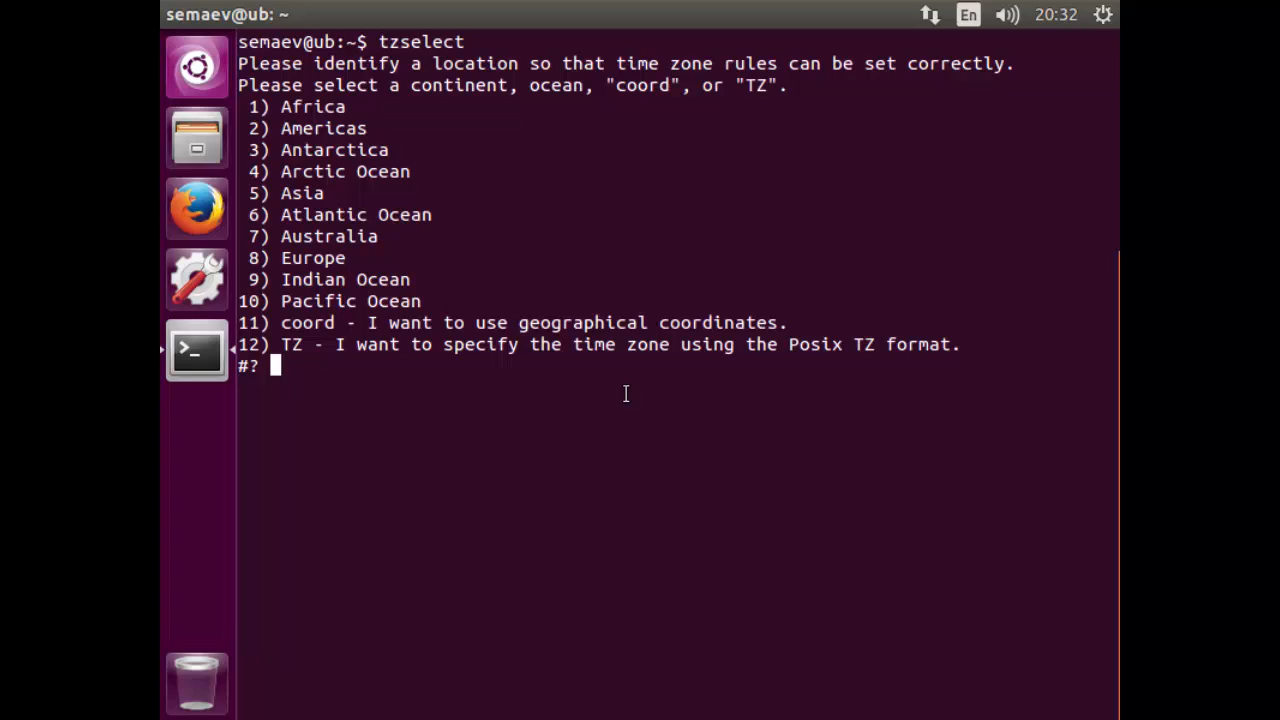 semaev@ub: ~ En 20:32
semaev@ub:~$ tzselect
Please identify a location so that time zone rules can be set correctly.
Please select a continent, ocean, "coord", or "TZ".
 1) Africa
 2) Americas
 3) Antarctica
 4) Arctic Ocean
 5) Asia
 6) Atlantic Ocean
 7) Australia
 8) Europe
 9) Indian Ocean
10) Pacific Ocean
11) coord - I want to use geographical coordinates.
12) TZ - I want to specify the time zone using the Posix TZ format.
#?
>_